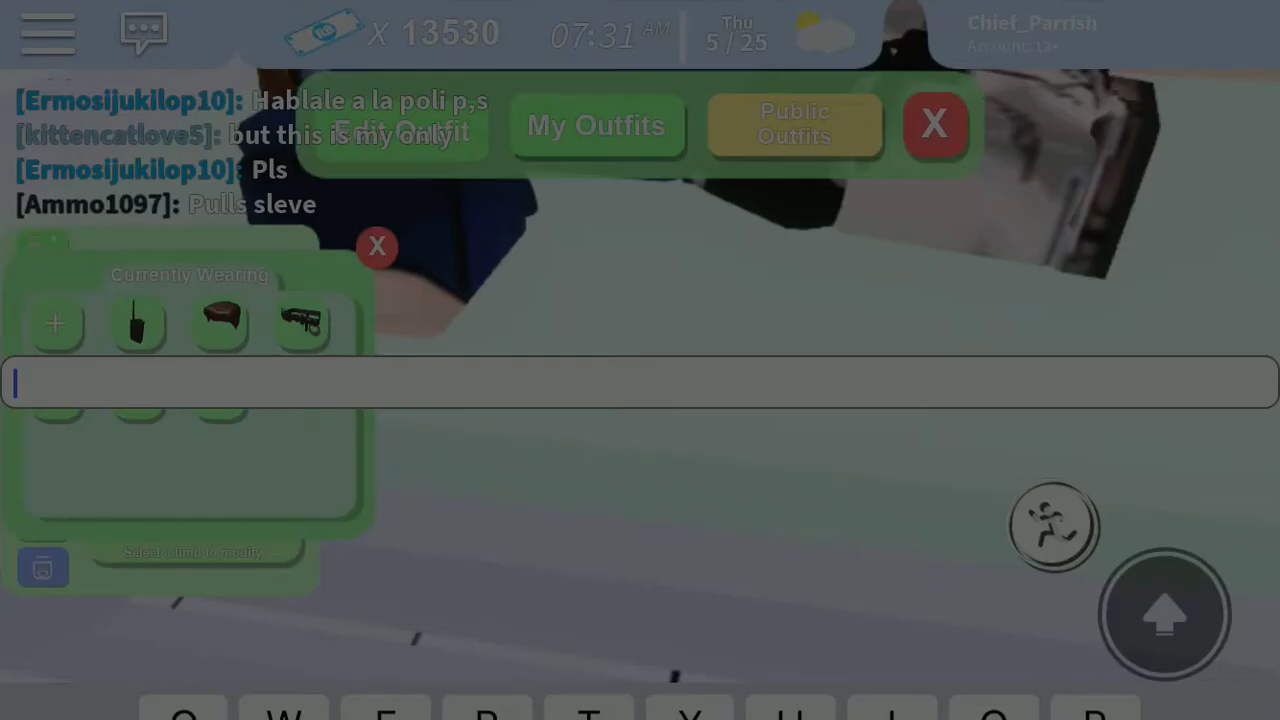 X 13530
07:31 AM
Thu
5 / 25
Chief_Parrish
Account: 13+
[Ermosijukilop10]: Hablale a la poli p,s
[kittencatlove5]: but this is my only
[Ermosijukilop10]: Pls
[Ammo1097]: Pulls sleve
Edit Outfit
My Outfits
Public
Outfits
X
X
Currently Wearing
Select a limb to modify
Q W E R T Y U I O P